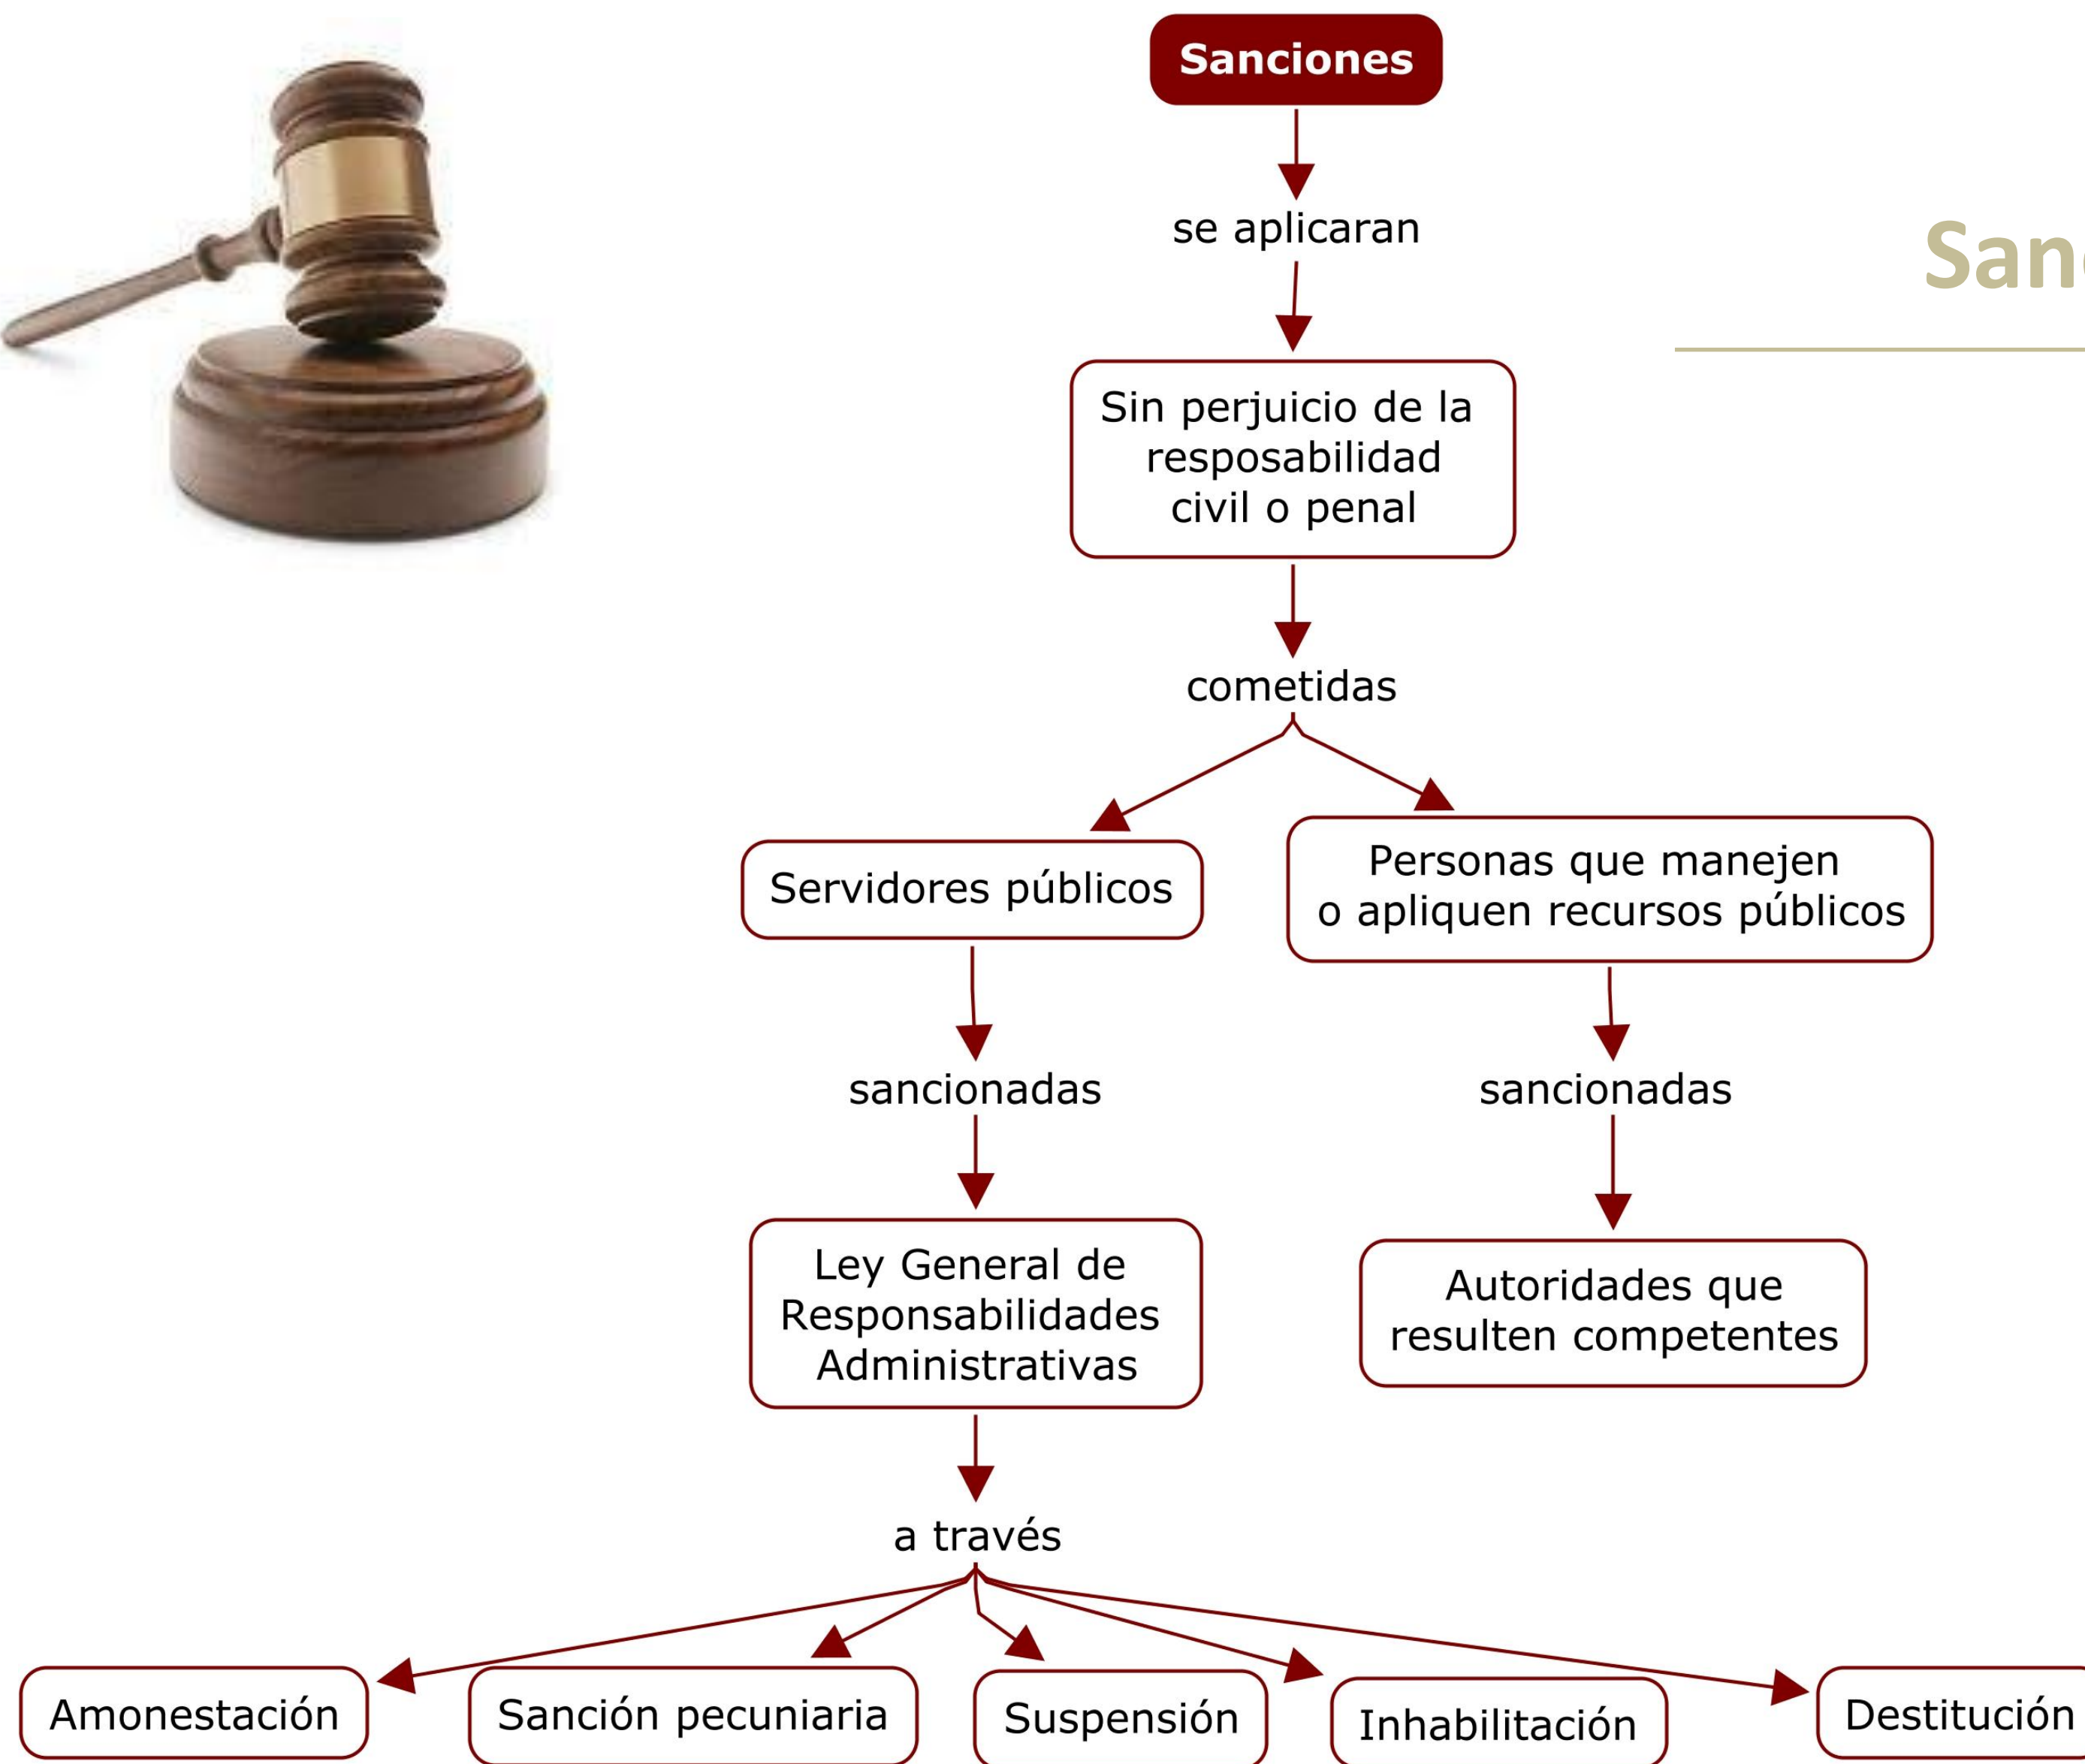 Sanciones
se aplicaran
Sin perjuicio de la
resposabilidad
civil o penal
cometidas
Servidores públicos
Personas que manejen
o apliquen recursos públicos
sancionadas
sancionadas
Ley General de
Responsabilidades
Administrativas
Autoridades que
resulten competentes
a través
Amonestación
Sanción pecuniaria
Suspensión
Inhabilitación
Destitución